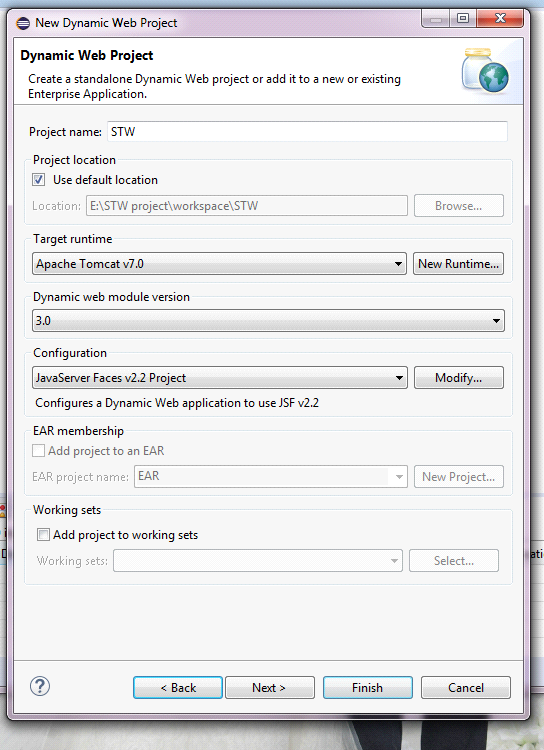 New Dynamic Web Project
Dynamic Web Project
Create a standalone Dynamic Web project or add it to a new or existing
Enterprise Application.
Project name: STW
Project location
Use default location
Location: E:\STW project\workspace\STW Browse...
Target runtime
Apache Tomcat v7.0 New Runtime...
Dynamic web module version
3.0
Configuration
JavaServer Faces v2.2 Project Modify...
Configures a Dynamic Web application to use JSF v2.2
EAR membership
Add project to an EAR
EAR project name: EAR New Project...
Working sets
Add project to working sets
Working sets: Select...
? < Back Next > Finish Cancel